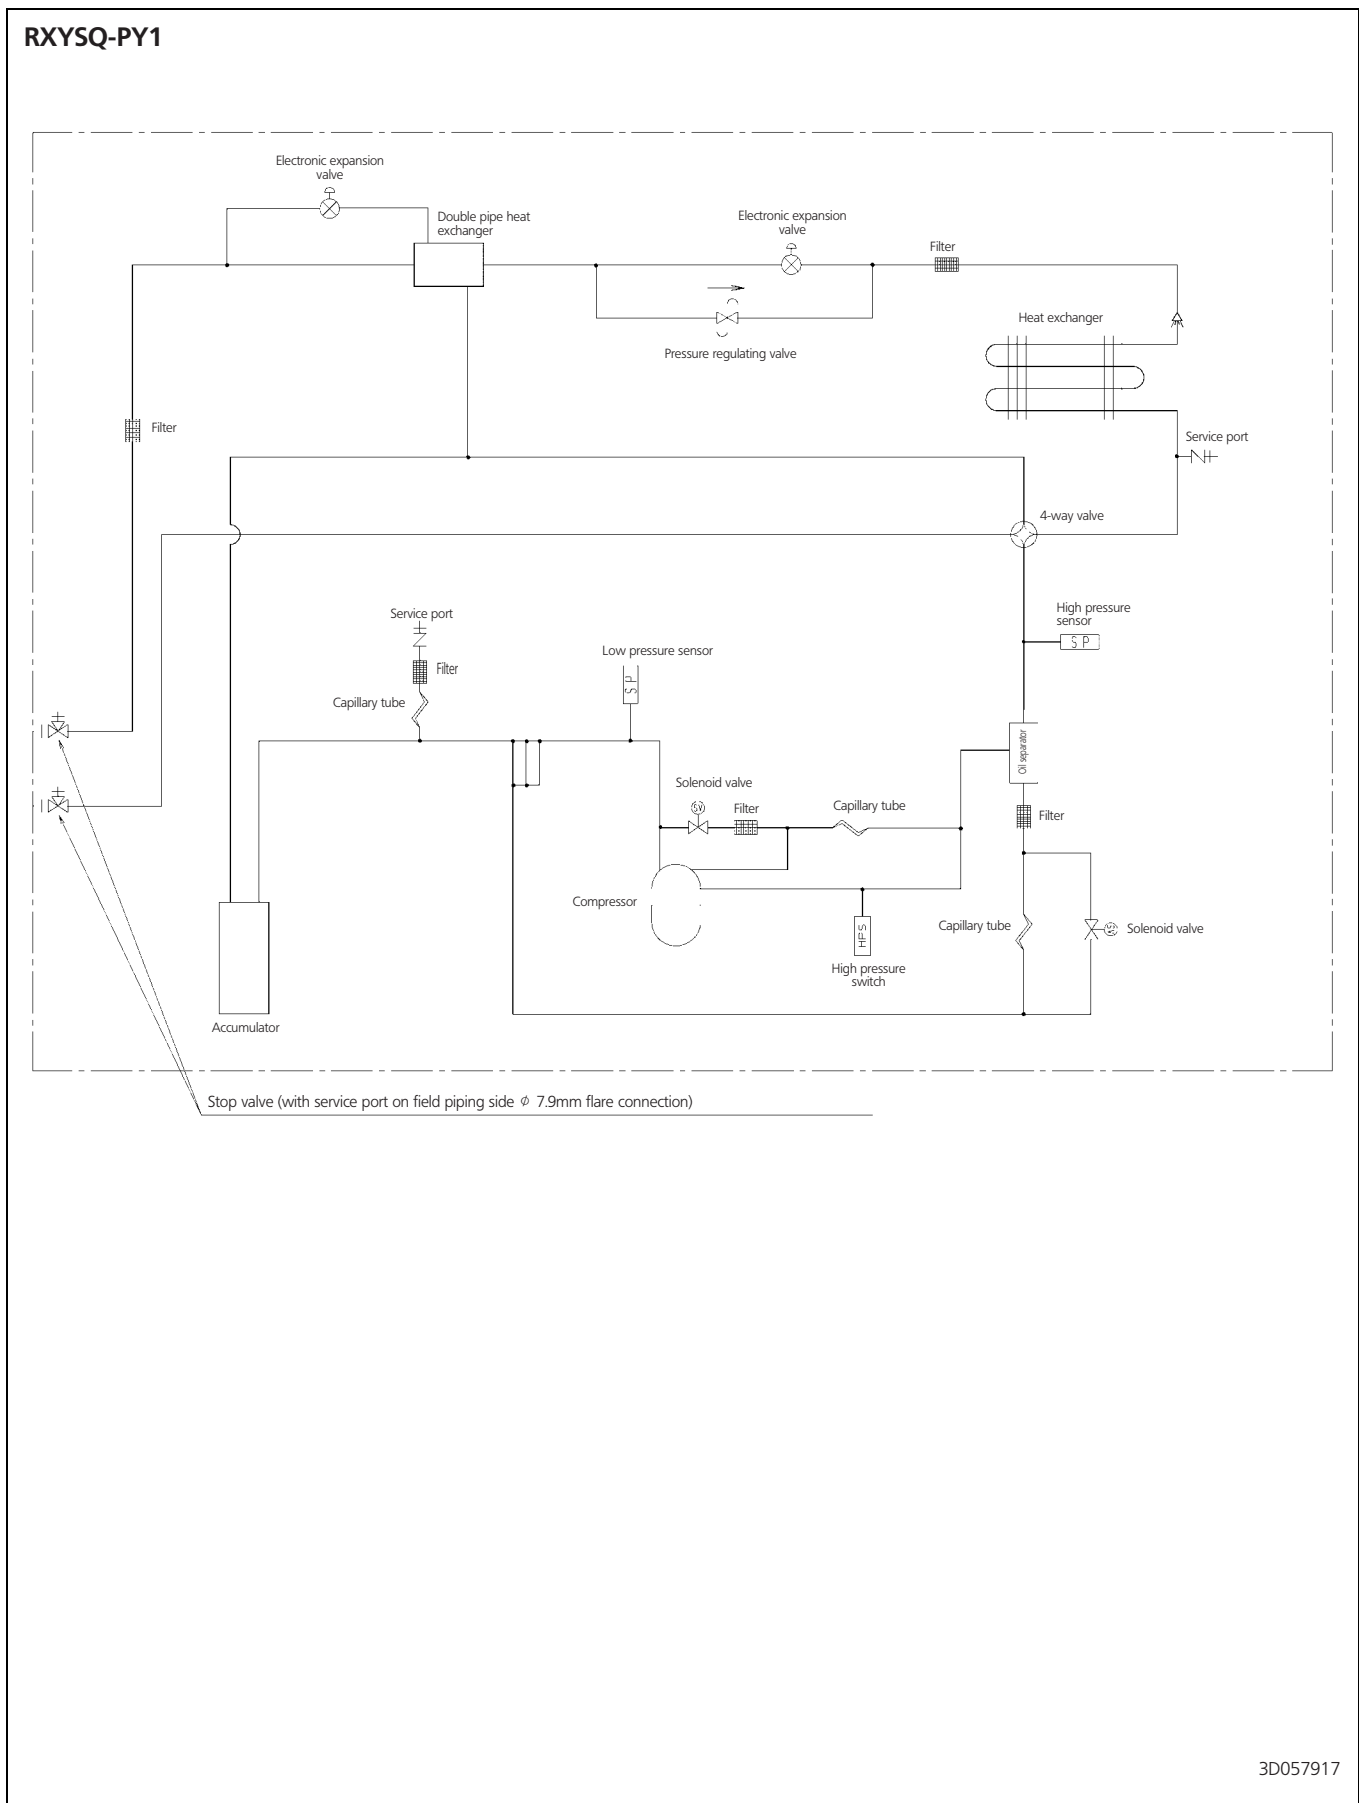 RXYSQ-PY1
Electronic expansion
valve
Double pipe heat
exchanger
Electronic expansion
valve
Filter
Heat exchanger
Pressure regulating valve
Filter
Service port
4-way valve
Service port
High pressure
sensor
S P
Low pressure sensor
S P
Filter
Capillary tube
Oil separator
Solenoid valve
SV
Filter
Capillary tube
Filter
Compressor
Capillary tube
Solenoid valve
HPS
High pressure
switch
Accumulator
Stop valve (with service port on field piping side φ 7.9mm flare connection)
3D057917